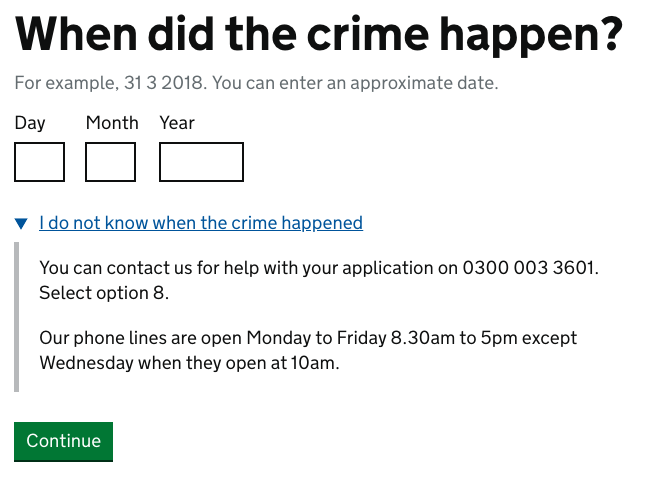 When did the crime happen?
For example, 31 3 2018. You can enter an approximate date.
Day Month Year
I do not know when the crime happened
You can contact us for help with your application on 0300 003 3601.
Select option 8.
Our phone lines are open Monday to Friday 8.30am to 5pm except
Wednesday when they open at 10am.
Continue